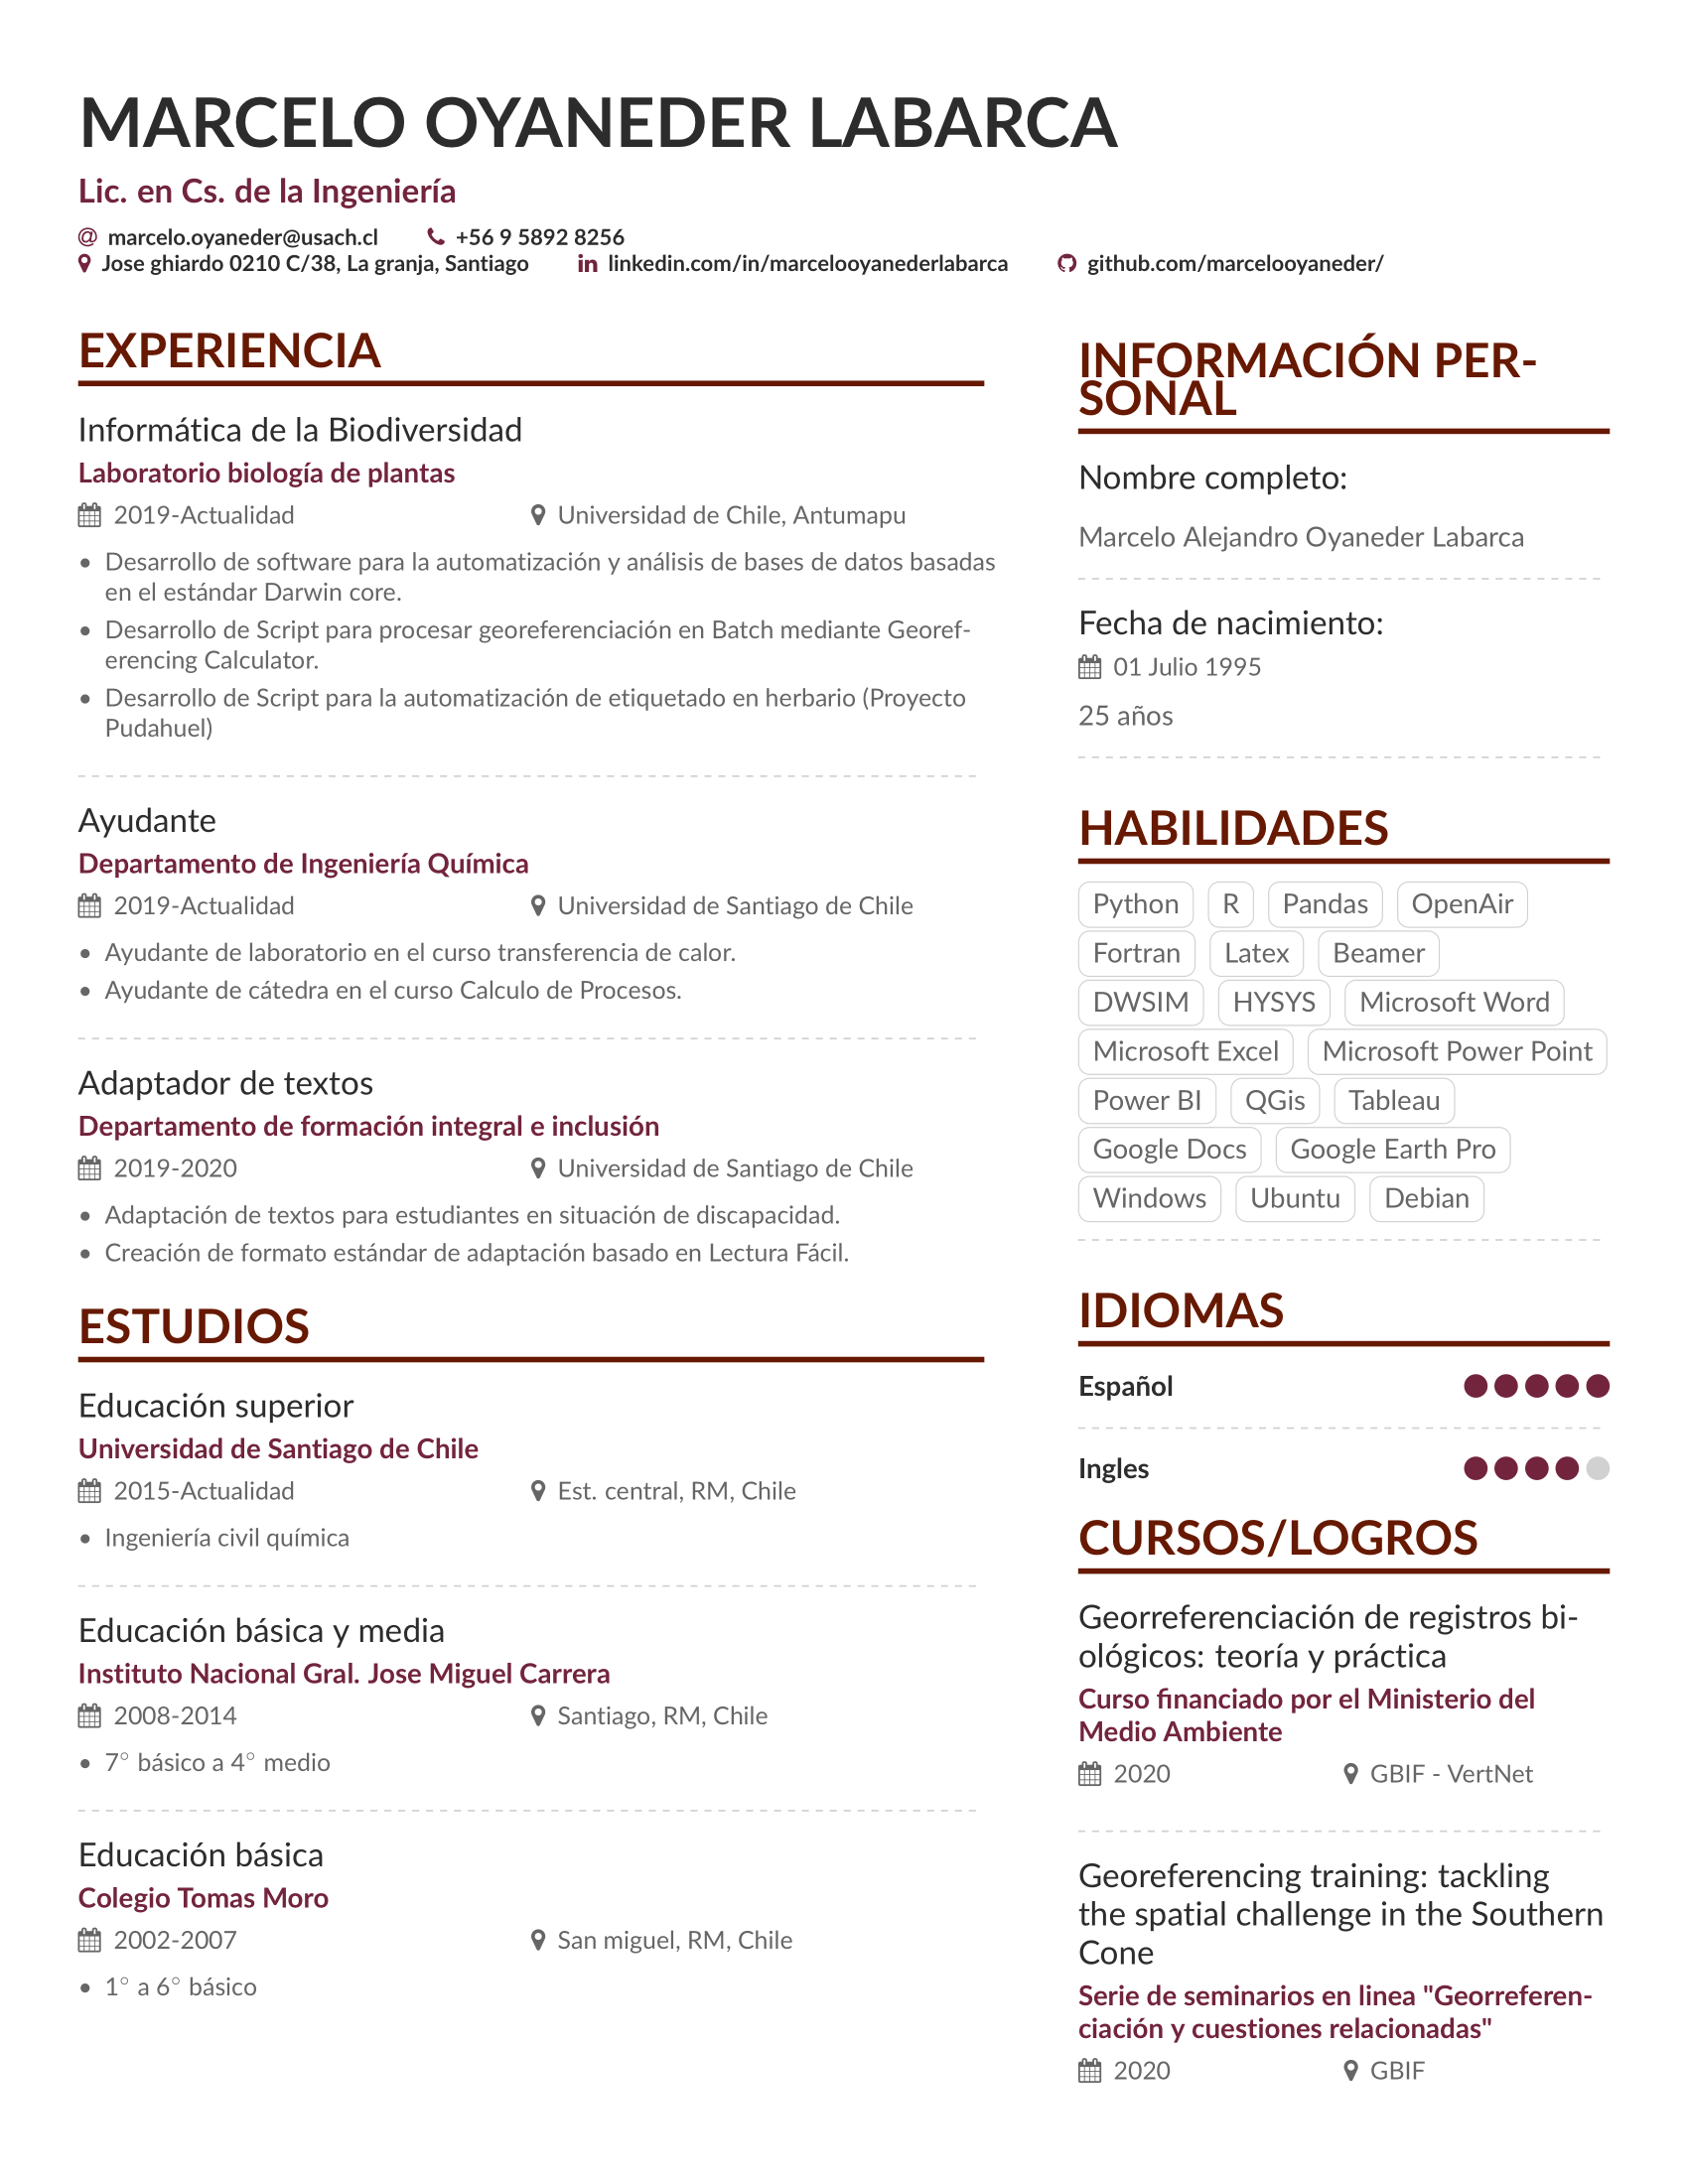 MARCELO OYANEDER LABARCA
Lic. en Cs. de la Ingeniería
marcelo.oyaneder@usach.cl +56 9 5892 8256
Jose ghiardo 0210 C/38, La granja, Santiago linkedin.com/in/marcelooyanederlabarca github.com/marcelooyaneder/
EXPERIENCIA
Informática de la Biodiversidad
Laboratorio biología de plantas
2019-Actualidad Universidad de Chile, Antumapu
• Desarrollo de software para la automatización y análisis de bases de datos basadas
en el estándar Darwin core.
• Desarrollo de Script para procesar georeferenciación en Batch mediante Georef-
erencing Calculator.
• Desarrollo de Script para la automatización de etiquetado en herbario (Proyecto
Pudahuel)
Ayudante
Departamento de Ingeniería Química
2019-Actualidad Universidad de Santiago de Chile
• Ayudante de laboratorio en el curso transferencia de calor.
• Ayudante de cátedra en el curso Calculo de Procesos.
Adaptador de textos
Departamento de formación integral e inclusión
2019-2020 Universidad de Santiago de Chile
• Adaptación de textos para estudiantes en situación de discapacidad.
• Creación de formato estándar de adaptación basado en Lectura Fácil.
ESTUDIOS
Educación superior
Universidad de Santiago de Chile
2015-Actualidad Est. central, RM, Chile
• Ingeniería civil química
Educación básica y media
Instituto Nacional Gral. Jose Miguel Carrera
2008-2014 Santiago, RM, Chile
• 7° básico a 4° medio
Educación básica
Colegio Tomas Moro
2002-2007 San miguel, RM, Chile
• 1° a 6° básico
INFORMACIÓN PER-
SONAL
Nombre completo:
Marcelo Alejandro Oyaneder Labarca
Fecha de nacimiento:
01 Julio 1995
25 años
HABILIDADES
Python R Pandas OpenAir
Fortran Latex Beamer
DWSIM HYSYS Microsoft Word
Microsoft Excel Microsoft Power Point
Power BI QGis Tableau
Google Docs Google Earth Pro
Windows Ubuntu Debian
IDIOMAS
Español
Ingles
CURSOS/LOGROS
Georreferenciación de registros bi-
ológicos: teoría y práctica
Curso financiado por el Ministerio del
Medio Ambiente
2020 GBIF - VertNet
Georeferencing training: tackling
the spatial challenge in the Southern
Cone
Serie de seminarios en linea "Georreferen-
ciación y cuestiones relacionadas"
2020 GBIF